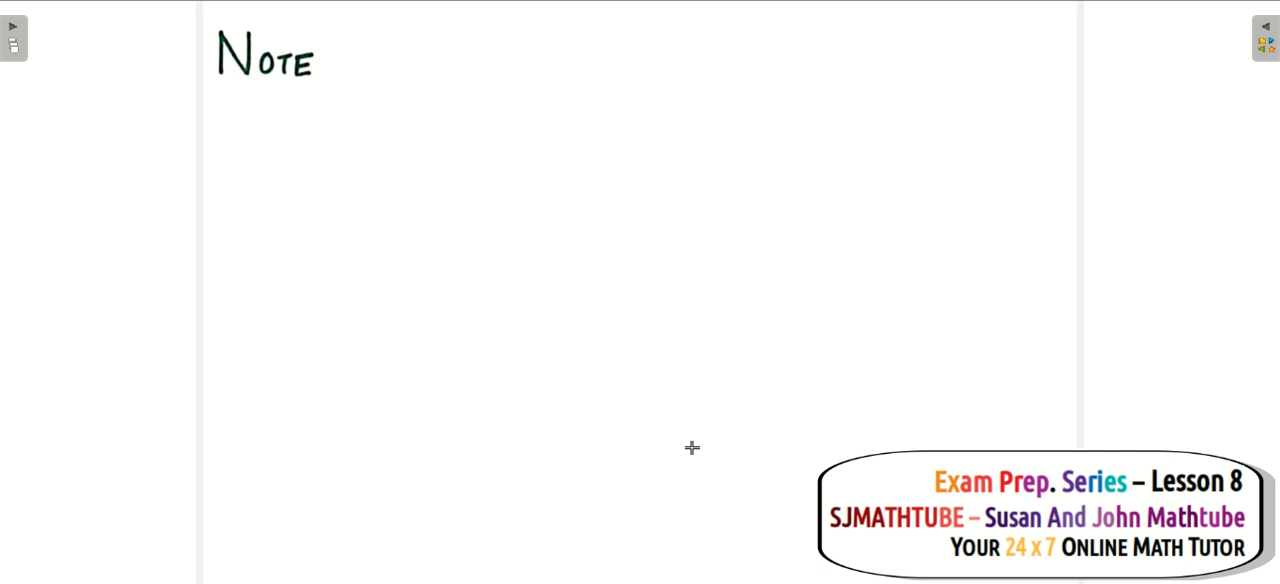 NOTE
Exam Prep. Series – Lesson 8
SJMATHTUBE – Susan And John Mathtube
YOUR 24 x 7 ONLINE MATH TUTOR